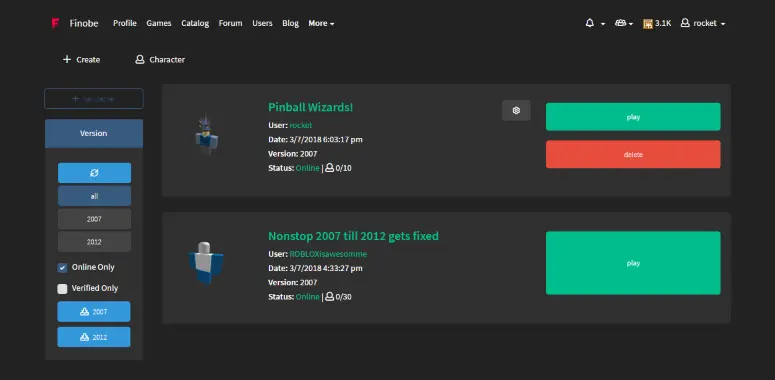 F Finobe Profile Games Catalog Forum Users Blog More 3.1K rocket
+ Create Character
Version
all
2007
2012
Online Only
Verified Only
2007
2012
Pinball Wizards!
User: rocket
Date: 3/7/2018 6:03:17 pm
Version: 2007
Status: Online | 0/10
play
delete
Nonstop 2007 till 2012 gets fixed
User: ROBLOXisawesomme
Date: 3/7/2018 4:33:27 pm
Version: 2007
Status: Online | 0/30
play